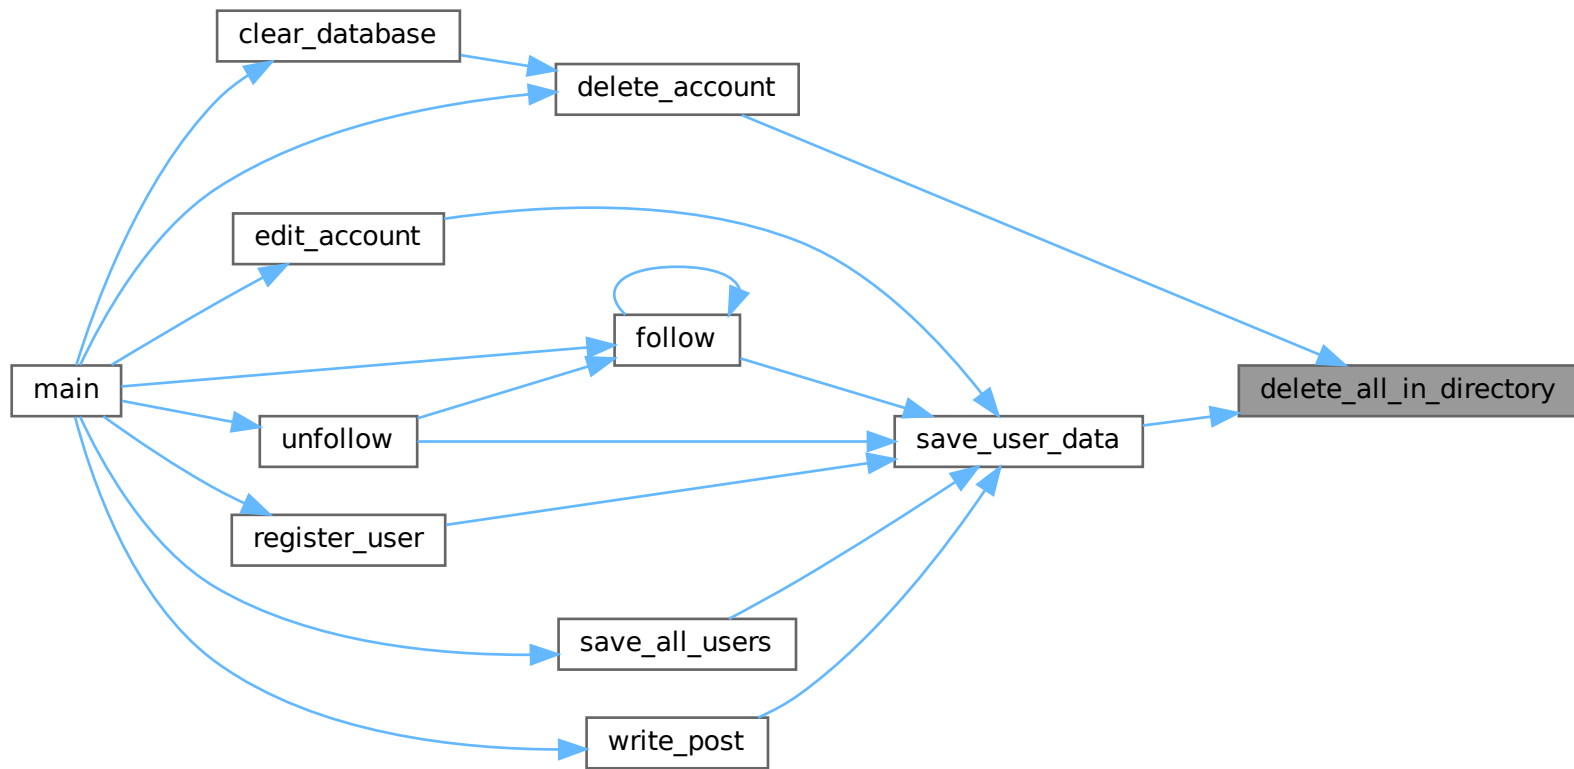 clear_database
delete_account
edit_account
follow
main
delete_all_in_directory
unfollow
save_user_data
register_user
save_all_users
write_post